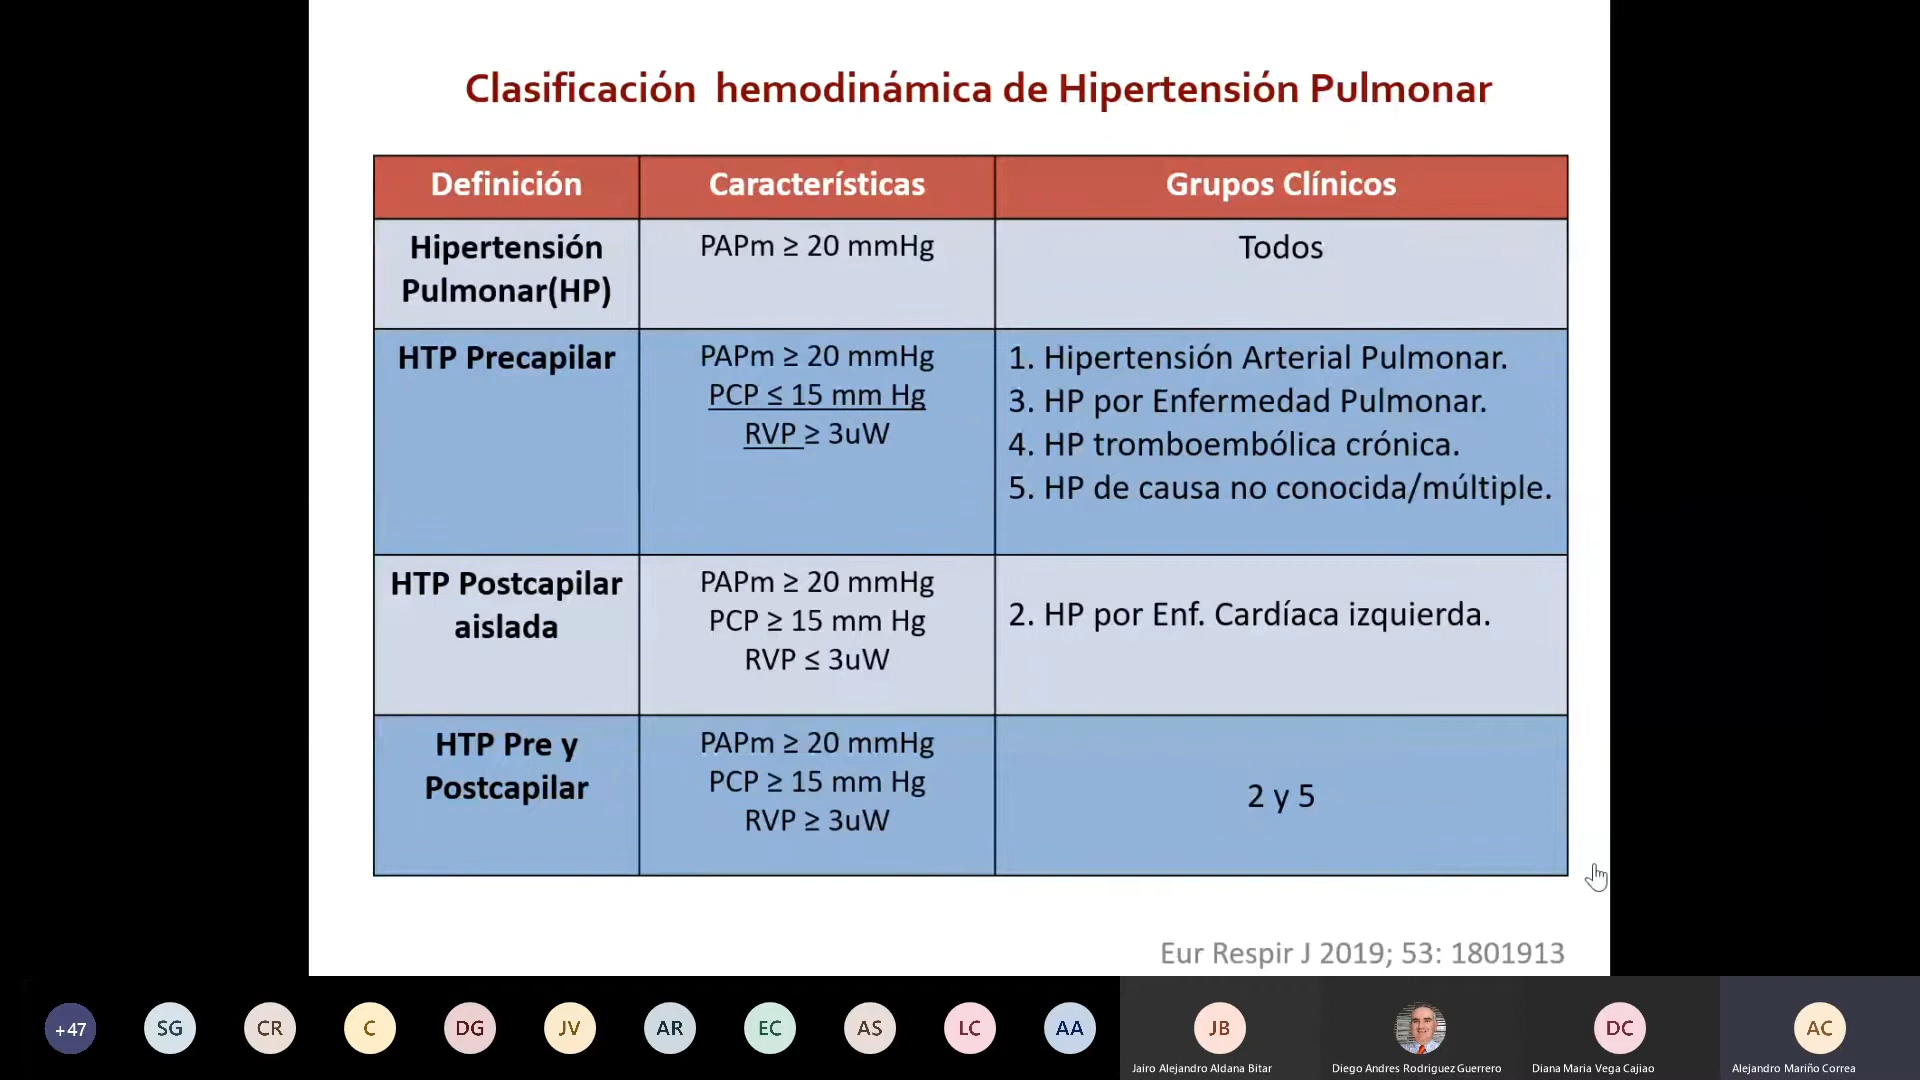 Clasificación hemodinámica de Hipertensión Pulmonar
Definición
Características
Grupos Clínicos
Hipertensión
Pulmonar(HP)
PAPm ≥ 20 mmHg
Todos
HTP Precapilar
PAPm ≥ 20 mmHg
PCP ≤ 15 mm Hg
RVP ≥ 3uW
1. Hipertensión Arterial Pulmonar.
3. HP por Enfermedad Pulmonar.
4. HP tromboembólica crónica.
5. HP de causa no conocida/múltiple.
HTP Postcapilar
aislada
PAPm ≥ 20 mmHg
PCP ≥ 15 mm Hg
RVP ≤ 3uW
2. HP por Enf. Cardíaca izquierda.
HTP Pre y
Postcapilar
PAPm ≥ 20 mmHg
PCP ≥ 15 mm Hg
RVP ≥ 3uW
2 y 5
Eur Respir J 2019; 53: 1801913
+47
SG
CR
C
DG
JV
AR
EC
AS
LC
AA
JB
DC
AC
Jairo Alejandro Aldana Bitar
Diego Andres Rodriguez Guerrero
Diana Maria Vega Cajiao
Alejandro Mariño Correa